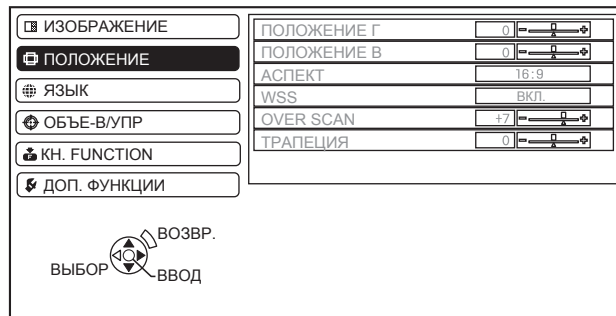 ИЗОБРАЖЕНИЕ
ПОЛОЖЕНИЕ
ЯЗЫК
ОБЪЕ-В/УПР
КН. FUNCTION
ДОП. ФУНКЦИИ
ПОЛОЖЕНИЕ Г 0
ПОЛОЖЕНИЕ В 0
АСПЕКТ 16:9
WSS ВКЛ.
OVER SCAN +7
ТРАПЕЦИЯ 0
ВОЗВР.
ВЫБОР
ВВОД